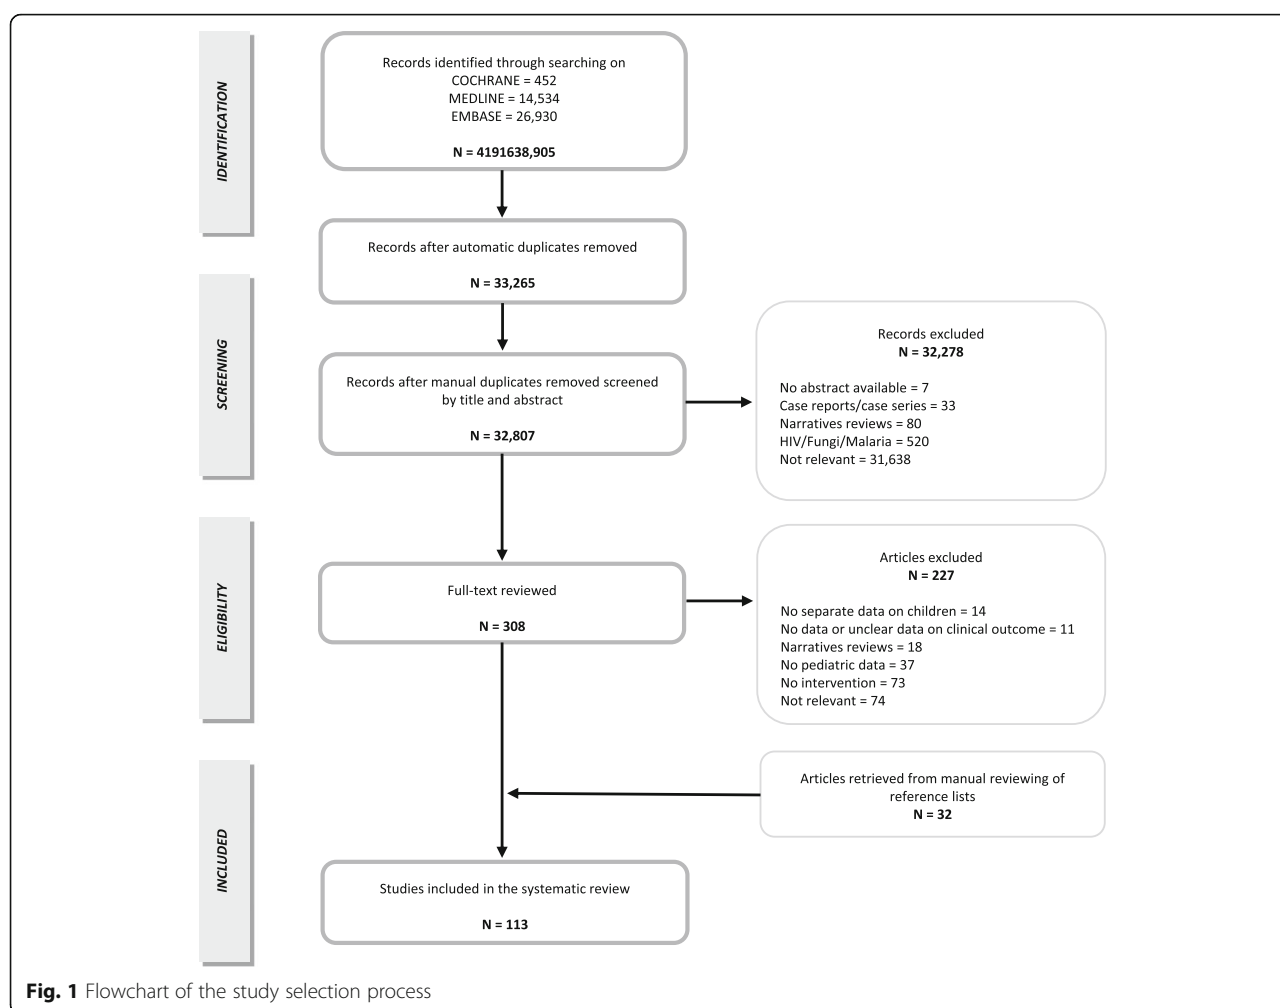 IDENTIFICATION
Records identified through searching on
COCHRANE = 452
MEDLINE = 14,534
EMBASE = 26,930
N = 4191638,905
Records after automatic duplicates removed
N = 33,265
SCREENING
Records after manual duplicates removed screened
by title and abstract
N = 32,807
Records excluded
N = 32,278
No abstract available = 7
Case reports/case series = 33
Narratives reviews = 80
HIV/Fungi/Malaria = 520
Not relevant = 31,638
ELIGIBILITY
Full-text reviewed
N = 308
Articles excluded
N = 227
No separate data on children = 14
No data or unclear data on clinical outcome = 11
Narratives reviews = 18
No pediatric data = 37
No intervention = 73
Not relevant = 74
Articles retrieved from manual reviewing of
reference lists
N = 32
INCLUDED
Studies included in the systematic review
N = 113
Fig. 1 Flowchart of the study selection process